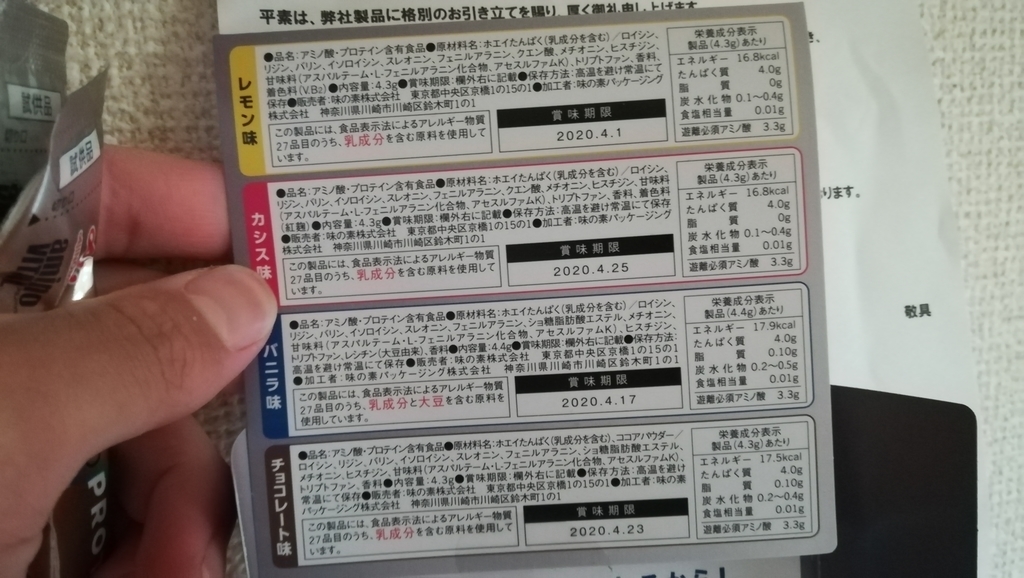 平素は、弊社製品に格別のお引き立てを賜り、厚く御礼申し上げます。
試供品
試供品
レモン味
●品名:アミノ酸・プロテイン含有食品●原材料名:ホエイたんぱく(乳成分を含む)/ロイシン、
リジン、バリン、イソロイシン、スレオニン、フェニルアラニン、クエン酸、メチオニン、ヒスチジン、
甘味料(アスパルテーム・L-フェニルアラニン化合物、アセスルファムK)、トリプトファン、香料、
着色料(V.B₂)●内容量:4.3g●賞味期限:欄外右に記載●保存方法:高温を避け常温にて
保存●販売者:味の素株式会社 東京都中央区京橋1の15の1●加工者:味の素パッケージング
株式会社 神奈川県川崎市川崎区鈴木町1の1
この製品には、食品表示法によるアレルギー物質
27品目のうち、乳成分を含む原料を使用して
います。
賞味期限
2020.4.1
栄養成分表示
製品(4.3g)あたり
エネルギー 16.8kcal
たんぱく質 4.0g
脂質 0g
炭水化物 0.1〜0.4g
食塩相当量 0.01g
遊離必須アミノ酸 3.3g
カシス味
●品名:アミノ酸・プロテイン含有食品●原材料名:ホエイたんぱく(乳成分を含む)/ロイシン、
リジン、バリン、イソロイシン、スレオニン、フェニルアラニン、クエン酸、メチオニン、ヒスチジン、甘味料
(アスパルテーム・L-フェニルアラニン化合物、アセスルファムK)、トリプトファン、香料、着色料
(紅麹)●内容量:4.3g●賞味期限:欄外右に記載●保存方法:高温を避け常温にて保存
●販売者:味の素株式会社 東京都中央区京橋1の15の1●加工者:味の素パッケージング
株式会社 神奈川県川崎市川崎区鈴木町1の1
この製品には、食品表示法によるアレルギー物質
27品目のうち、乳成分を含む原料を使用して
います。
賞味期限
2020.4.25
栄養成分表示
製品(4.3g)あたり
エネルギー 16.8kcal
たんぱく質 4.0g
脂質 0g
炭水化物 0.1〜0.4g
食塩相当量 0.01g
遊離必須アミノ酸 3.3g
バニラ味
●品名:アミノ酸・プロテイン含有食品●原材料名:ホエイたんぱく(乳成分を含む)/ロイシン、
リジン、バリン、イソロイシン、スレオニン、フェニルアラニン、ショ糖脂肪酸エステル、メチオニン、
甘味料(アスパルテーム・L-フェニルアラニン化合物、アセスルファムK)、ヒスチジン、
トリプトファン、レシチン(大豆由来)、香料●内容量:4.4g●賞味期限:欄外右に記載●保存方法:
高温を避け常温にて保存●販売者:味の素株式会社 東京都中央区京橋1の15の1
●加工者:味の素パッケージング株式会社 神奈川県川崎市川崎区鈴木町1の1
この製品には、食品表示法によるアレルギー物質
27品目のうち、乳成分と大豆を含む原料を
使用しています。
賞味期限
2020.4.17
栄養成分表示
製品(4.4g)あたり
エネルギー 17.9kcal
たんぱく質 4.0g
脂質 0.10g
炭水化物 0.2〜0.5g
食塩相当量 0.01g
遊離必須アミノ酸 3.3g
チョコレート味
●品名:アミノ酸・プロテイン含有食品●原材料名:ホエイたんぱく(乳成分を含む)、ココアパウダー/
ロイシン、リジン、バリン、イソロイシン、スレオニン、フェニルアラニン、ショ糖脂肪酸エステル、
メチオニン、ヒスチジン、甘味料(アスパルテーム・L-フェニルアラニン化合物、アセスルファムK)、
トリプトファン、香料●内容量:4.3g●賞味期限:欄外右に記載●保存方法:高温を避け
常温にて保存●販売者:味の素株式会社 東京都中央区京橋1の15の1●加工者:味の素
パッケージング株式会社 神奈川県川崎市川崎区鈴木町1の1
この製品には、食品表示法によるアレルギー物質
27品目のうち、乳成分を含む原料を使用して
います。
賞味期限
2020.4.23
栄養成分表示
製品(4.3g)あたり
エネルギー 17.5kcal
たんぱく質 4.0g
脂質 0.10g
炭水化物 0.2〜0.4g
食塩相当量 0.01g
遊離必須アミノ酸 3.3g
ります。
敬具
PRO